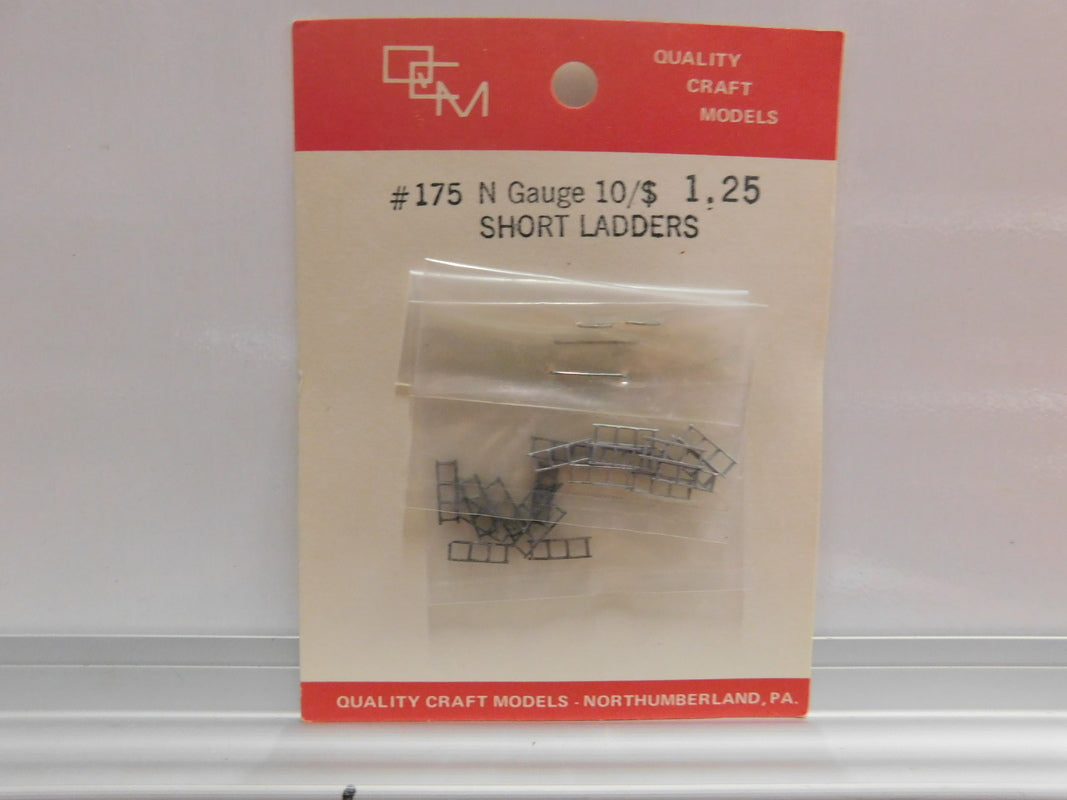 QCM
QUALITY
CRAFT
MODELS
#175 N Gauge 10/$ 1.25
SHORT LADDERS
QUALITY CRAFT MODELS - NORTHUMBERLAND, PA.